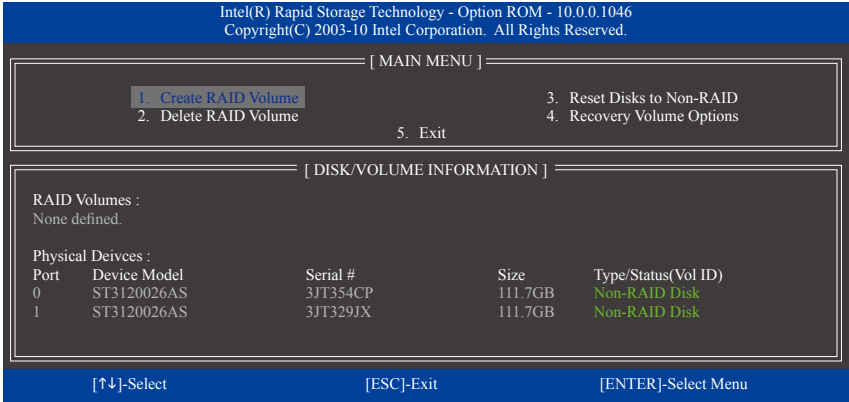 Intel(R) Rapid Storage Technology - Option ROM - 10.0.0.1046
Copyright(C) 2003-10 Intel Corporation. All Rights Reserved.
[ MAIN MENU ]
1. Create RAID Volume 3. Reset Disks to Non-RAID
2. Delete RAID Volume 4. Recovery Volume Options
5. Exit
[ DISK/VOLUME INFORMATION ]
RAID Volumes :
None defined.
Physical Deivces :
Port Device Model Serial # Size Type/Status(Vol ID)
0 ST3120026AS 3JT354CP 111.7GB Non-RAID Disk
1 ST3120026AS 3JT329JX 111.7GB Non-RAID Disk
[↑↓]-Select [ESC]-Exit [ENTER]-Select Menu